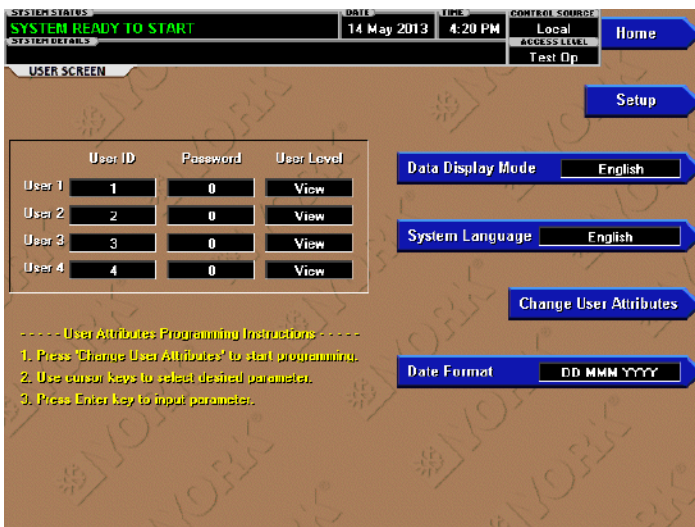 SYSTEM STATUS
SYSTEM READY TO START
SYSTEM DETAILS
DATE
14 May 2013
TIME
4:20 PM
CONTROL SOURCE
Local
ACCESS LEVEL
Test Op
Home
USER SCREEN
Setup
User ID Password User Level
User 1 1 0 View
User 2 2 0 View
User 3 3 0 View
User 4 4 0 View
Data Display Mode English
System Language English
Change User Attributes
Date Format DD MMM YYYY
- - - - - User Attributes Programming Instructions - - - - -
1. Press 'Change User Attributes' to start programming.
2. Use cursor keys to select desired parameter.
3. Press Enter key to input parameter.
YORK